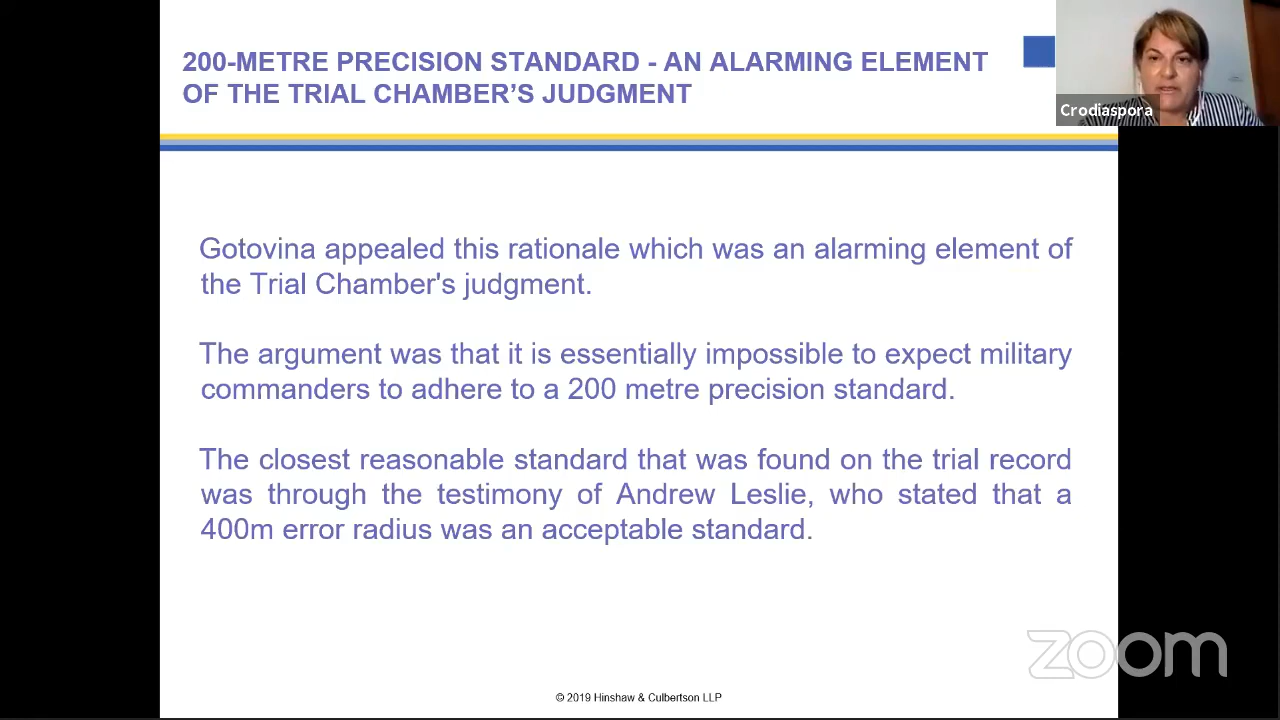 200-METRE PRECISION STANDARD - AN ALARMING ELEMENT
OF THE TRIAL CHAMBER'S JUDGMENT
Crodiaspora
Gotovina appealed this rationale which was an alarming element of
the Trial Chamber's judgment.
The argument was that it is essentially impossible to expect military
commanders to adhere to a 200 metre precision standard.
The closest reasonable standard that was found on the trial record
was through the testimony of Andrew Leslie, who stated that a
400m error radius was an acceptable standard.
zoom
© 2019 Hinshaw & Culbertson LLP